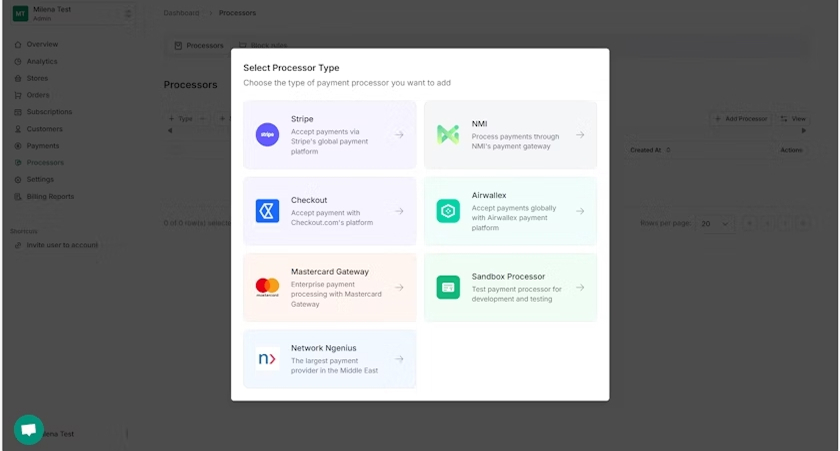 MT
Milena Test
Admin
Dashboard > Processors
Overview
Analytics
Stores
Orders
Subscriptions
Customers
Payments
Processors
Settings
Billing Reports
Shortcuts
Invite user to account
Milena Test
Processors
Processors
Type
Add Processor
View
Created At
Actions
0 of 0 row(s) selected
Rows per page
20
Select Processor Type
Choose the type of payment processor you want to add
stripe
Stripe
Accept payments via
Stripe's global payment
platform
NMI
Process payments through
NMI's payment gateway
Checkout
Accept payment with
Checkout.com's platform
Airwallex
Accept payments globally
with Airwallex payment
platform
mastercard
Mastercard Gateway
Enterprise payment
processing with Mastercard
Gateway
Sandbox Processor
Test payment processor for
development and testing
n>
Network Ngenius
The largest payment
provider in the Middle East